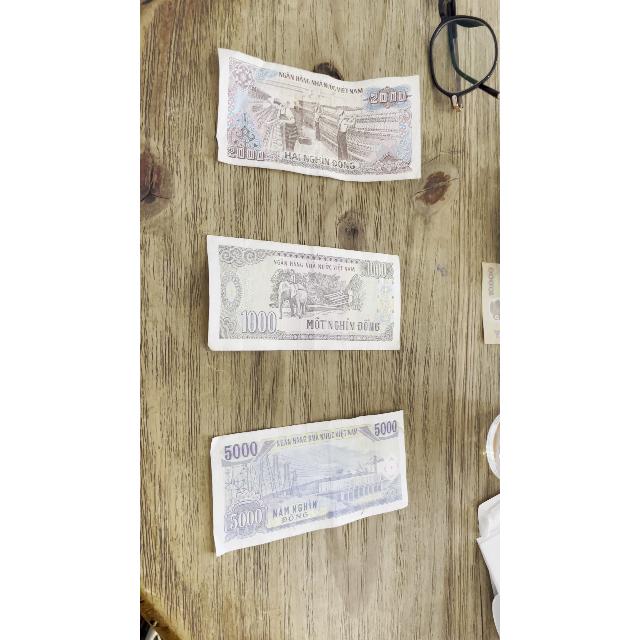 NGÂN HÀNG NHÀ NƯỚC VIỆT NAM
2000
2000
HAI NGHÌN ĐỒNG
NGÂN HÀNG NHÀ NƯỚC VIỆT NAM
1000
1000
MỘT NGHÌN ĐỒNG
5000
NGÂN HÀNG NHÀ NƯỚC VIỆT NAM
5000
5000
NĂM NGHÌN
ĐỒNG